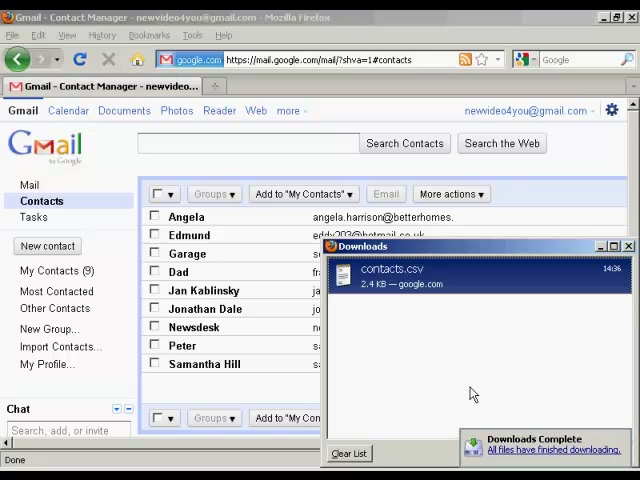 Gmail - Contact Manager - newvideo4you@gmail.com - Mozilla Firefox
File Edit View History Bookmarks Tools Help
google.com https://mail.google.com/mail/?shva=1#contacts
Google
Gmail - Contact Manager - newvideo4you...
Gmail Calendar Documents Photos Reader Web more newvideo4you@gmail.com
Gmail
by Google
Search Contacts Search the Web
Mail
Contacts
Tasks
New contact
My Contacts (9)
Most Contacted
Other Contacts
New Group...
Import Contacts...
My Profile...
Chat
Search, add, or invite
Groups Add to "My Contacts" Email More actions
Angela angela.harrison@betterhomes.
Edmund
Garage
Dad
Jan Kablinsky
Jonathan Dale
Newsdesk
Peter
Samantha Hill
Groups Add to "My Con
Downloads
contacts.csv 14:36
2.4 KB — google.com
Clear List
Downloads Complete
All files have finished downloading.
Done